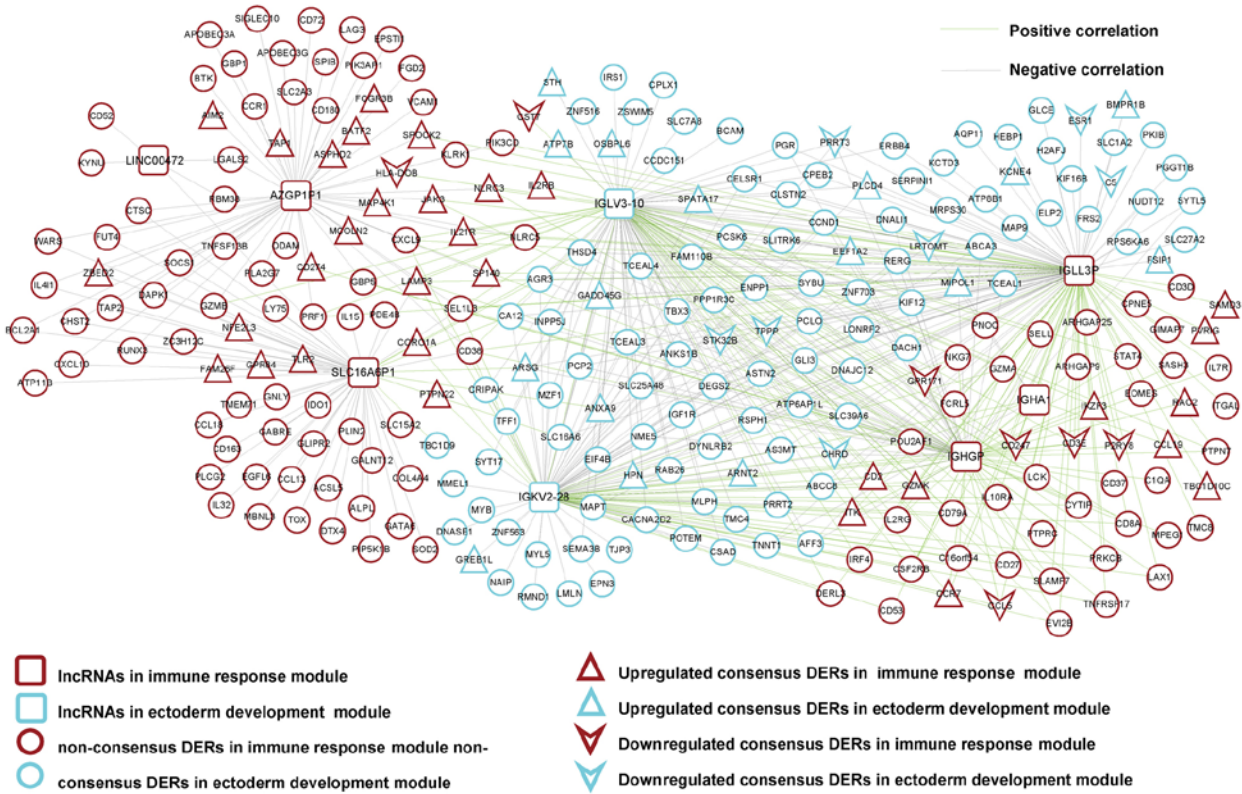 SIGLEC10
CD72
APOBEC3A
LAG3
EPSTI1
APOBEC3G
GBP1
SPIB
PIK3AP1
FGD2
BTK
SLC2A3
FCGR3B
VCAM1
CCR1
CD180
AIM2
BATF2
SPOCK2
CD52
TAP1
ASPHD2
KLRK1
PIK3CD
KYNU
LINC00472
LGALS2
HLA-DOB
AZGP1P1
RBM38
MAP4K1
JAK3
NLRC3
IL2RB
CTSC
MCOLN2
CXCL9
IL21R
NLRC5
WARS
FUT4
TNFSF13B
DDAM
SOCS1
PLA2G7
CD274
GBP5
LAMP3
SP140
ZBED2
IL4I1
TAP2
DAPK1
GZMB
LY75
PRF1
IL15
PDE4B
SEL1L3
BCL2A1
CHST2
NFE2L3
RUNX3
ZC3H12C
CORO1A
CD38
CXCL10
ATP11B
FAM26F
GPR84
TLR2
SLC16A6P1
PTPN22
TMEM71
GNLY
IDO1
CCL18
GABRE
PLIN2
SLC15A2
CD163
GLIPR2
GALNT12
PLCG2
EGFL6
CCL13
ACSL5
COL4A4
IL32
MBNL3
TOX
ALPL
DTX4
GATA6
PIP5K1B
SOD2
STH
IRS1
CPLX1
CST7
ZNF516
ZSWIM5
SLC7A8
ATP7B
OSBPL6
CCDC151
BCAM
PGR
PRRT3
ERBB4
IGLV3-10
SPATA17
CELSR1
CPEB2
CLSTN2
PLCD4
SERFINI1
KCTD3
AQP11
HEBP1
GLCE
ESR1
BMPR1B
H2AFJ
SLC1A2
PKIB
KCNE4
KIF16B
C5
PGGT1B
NUDT12
SYTL5
ATP8B1
MRPS30
CCND1
DNALI1
MAP9
ELP2
FRS2
RPS6KA6
SLC27A2
FSIP1
THSD4
TCEAL4
FAM110B
PCSK6
SLITRK6
EEF1A2
RERG
LRTOMT
ABCA3
IGLL3P
AGR3
GADD45G
PPP1R3C
ENPP1
SYBU
ZNF703
KIF12
MIPOL1
TCEAL1
CA12
INPP5J
TBX3
STK32B
TPPP
PCLO
LONRF2
TCEAL3
ANKS1B
ARSG
PCP2
ASTN2
GLI3
DNAJC12
DACH1
CRIPAK
MZF1
SLC25A48
DEGS2
ATP6AP1L
SLC39A6
TFF1
ANXA9
IGF1R
RSPH1
TBC1D9
SLC16A6
NME5
DYNLRB2
AS3MT
CHRD
SYT17
EIF4B
HPN
RAB26
ARNT2
ABCC8
MMEL1
IGKV2-28
MAPT
MLPH
PRRT2
MYB
CACNA2D2
TMC4
DNASE1
ZNF563
POTEM
TNNT1
AFF3
GREB1L
MYL5
SEMA3B
TJP3
CSAD
NAIP
RMND1
LMLN
EPN3
CD3D
CPNE5
SAMD3
PNOC
SELL
ARHGAP25
GIMAP7
PVRIG
NKG7
GZMA
ARHGAP9
STAT4
SASH3
IL7R
GPR171
FCRL5
IGHA1
IKZF3
EOMES
HAC2
ITGAL
POU2AF1
IGHGP
CD247
CD3E
P2RY8
CCL19
PTPN7
CD2
GZMK
LCK
CD37
C1QA
TBC1D10C
ITK
IL2RG
CD79A
IL10RA
CYTIP
CD8A
MPEG1
TMC8
PTPRC
IRF4
C16orf54
CSF2RB
CD27
PRKCB
SLAMF7
LAX1
DERL3
CD53
CCR7
CCL5
TNFRSF17
EVI2B
Positive correlation
Negative correlation
lncRNAs in immune response module
lncRNAs in ectoderm development module
non-consensus DERs in immune response module non-
consensus DERs in ectoderm development module
Upregulated consensus DERs in immune response module
Upregulated consensus DERs in ectoderm development module
Downregulated consensus DERs in immune response module
Downregulated consensus DERs in ectoderm development module